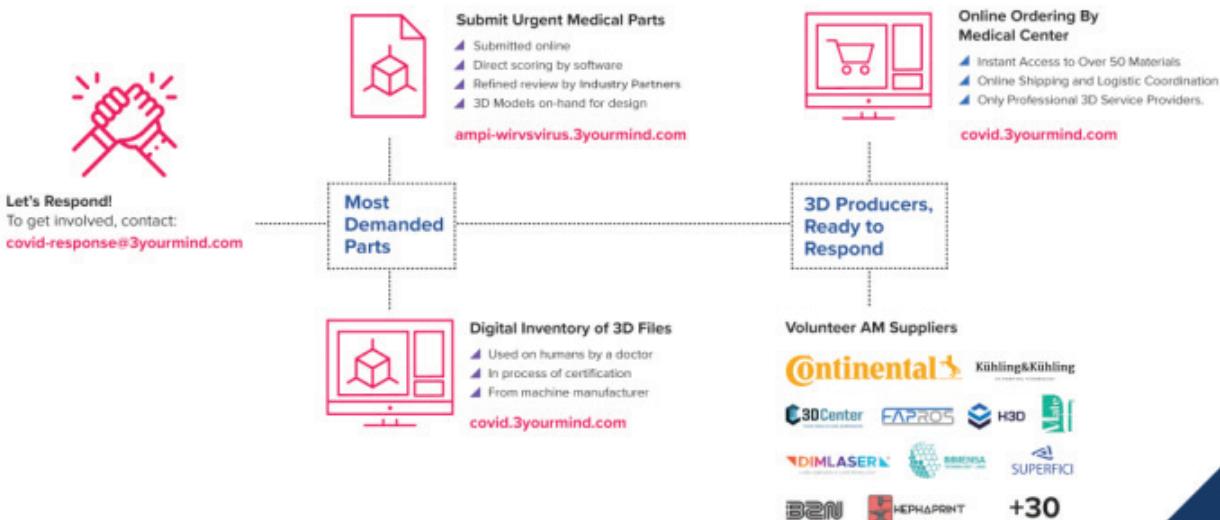 Let's Respond!
To get involved, contact:
covid-response@3yourmind.com
Submit Urgent Medical Parts
Submitted online
Direct scoring by software
Refined review by Industry Partners
3D Models on-hand for design
ampi-wirvsvirus.3yourmind.com
Online Ordering By
Medical Center
Instant Access to Over 50 Materials
Online Shipping and Logistic Coordination
Only Professional 3D Service Providers.
covid.3yourmind.com
Most
Demanded
Parts
3D Producers,
Ready to
Respond
Digital Inventory of 3D Files
Used on humans by a doctor
In process of certification
From machine manufacturer
covid.3yourmind.com
Volunteer AM Suppliers
Continental
Kühling&Kühling
3DCenter
FAPROS
H3D
Mate
DIMLASER
IMMENSA
SUPERFICI
HEPHAPRINT
+30